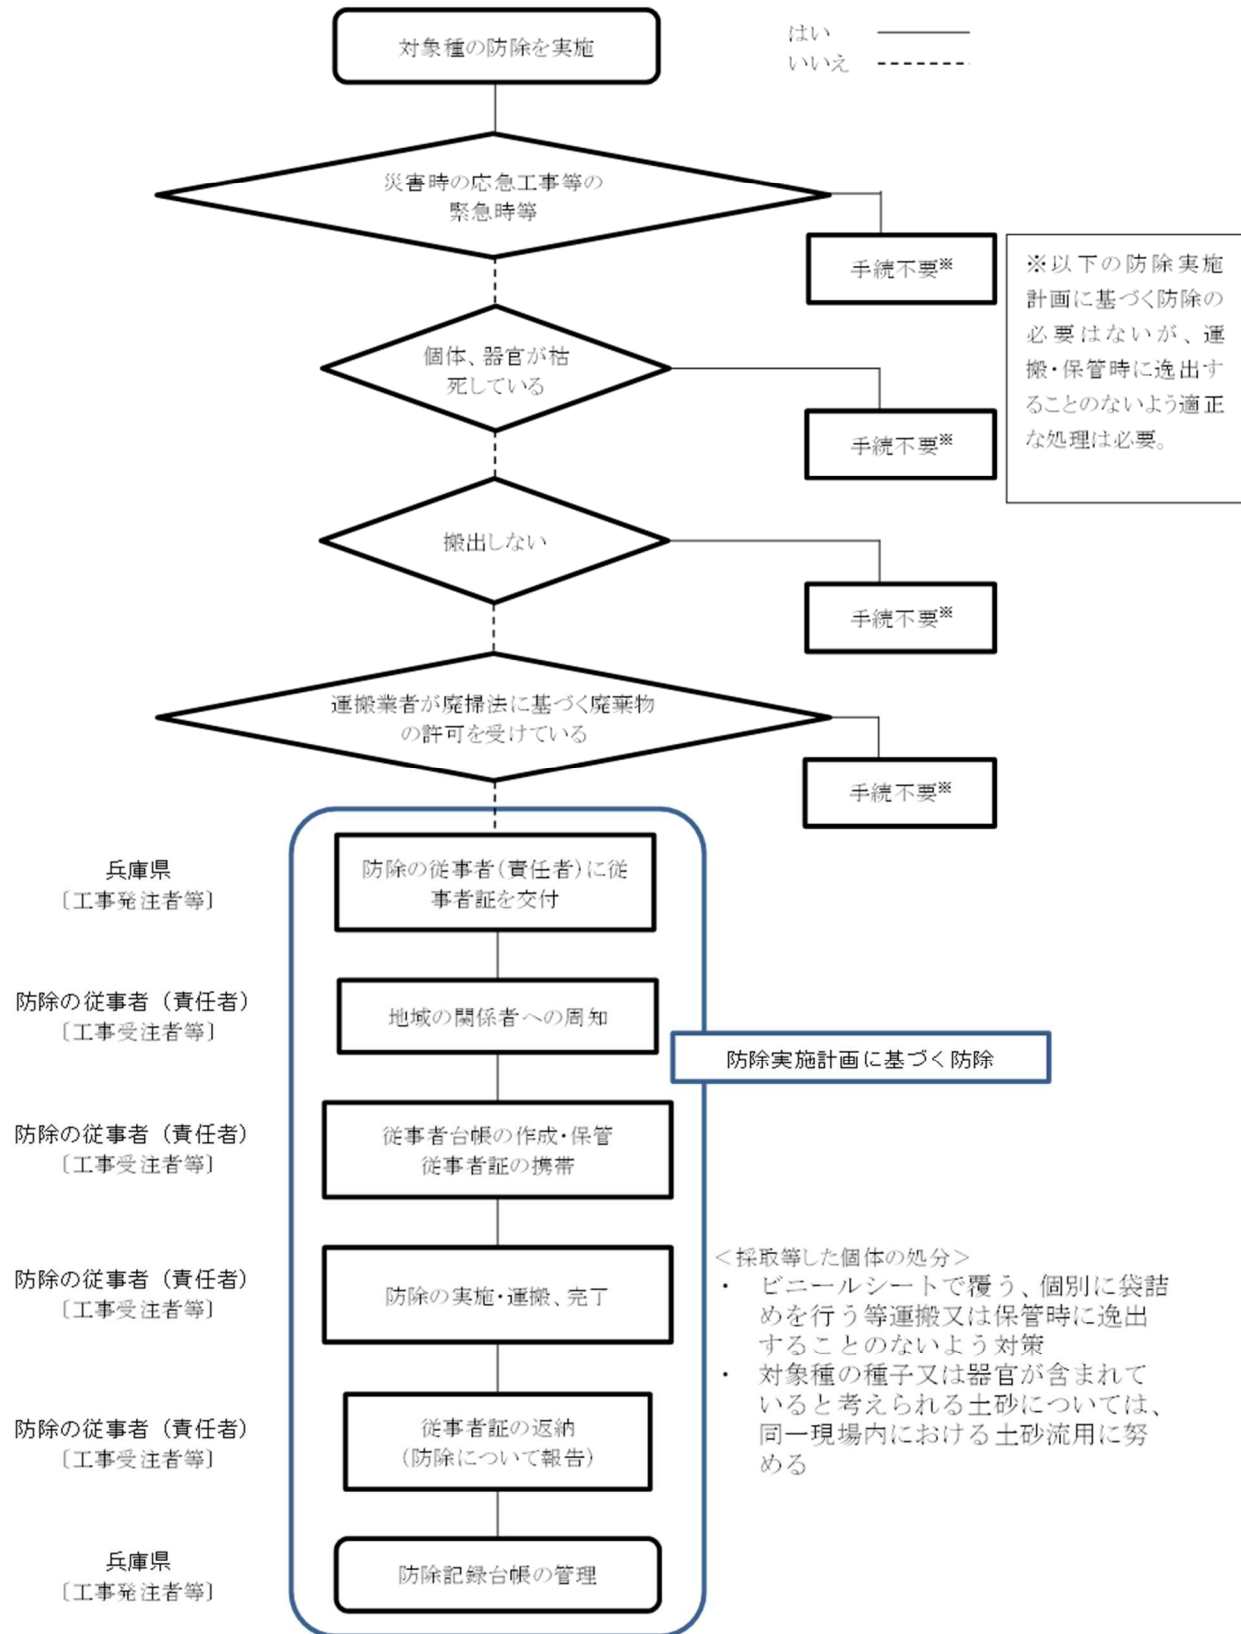 対象種の防除を実施
はい
いいえ
災害時の応急工事等の
緊急時等
手続不要※
※以下の防除実施
計画に基づく防除の
必要はないが、運
搬・保管時に逸出す
ることのないよう適正
な処理は必要。
個体、器官が枯
死している
手続不要※
搬出しない
手続不要※
運搬業者が廃掃法に基づく廃棄物
の許可を受けている
手続不要※
兵庫県
〔工事発注者等〕
防除の従事者(責任者)に従
事者証を交付
防除の従事者（責任者）
〔工事受注者等〕
地域の関係者への周知
防除実施計画に基づく防除
防除の従事者（責任者）
〔工事受注者等〕
従事者台帳の作成・保管
従事者証の携帯
防除の従事者（責任者）
〔工事受注者等〕
防除の実施・運搬、完了
＜採取等した個体の処分＞
・ ビニールシートで覆う、個別に袋詰
めを行う等運搬又は保管時に逸出
することのないよう対策
・ 対象種の種子又は器官が含まれて
いると考えられる土砂については、
同一現場内における土砂流用に努
める
防除の従事者（責任者）
〔工事受注者等〕
従事者証の返納
(防除について報告)
兵庫県
〔工事発注者等〕
防除記録台帳の管理